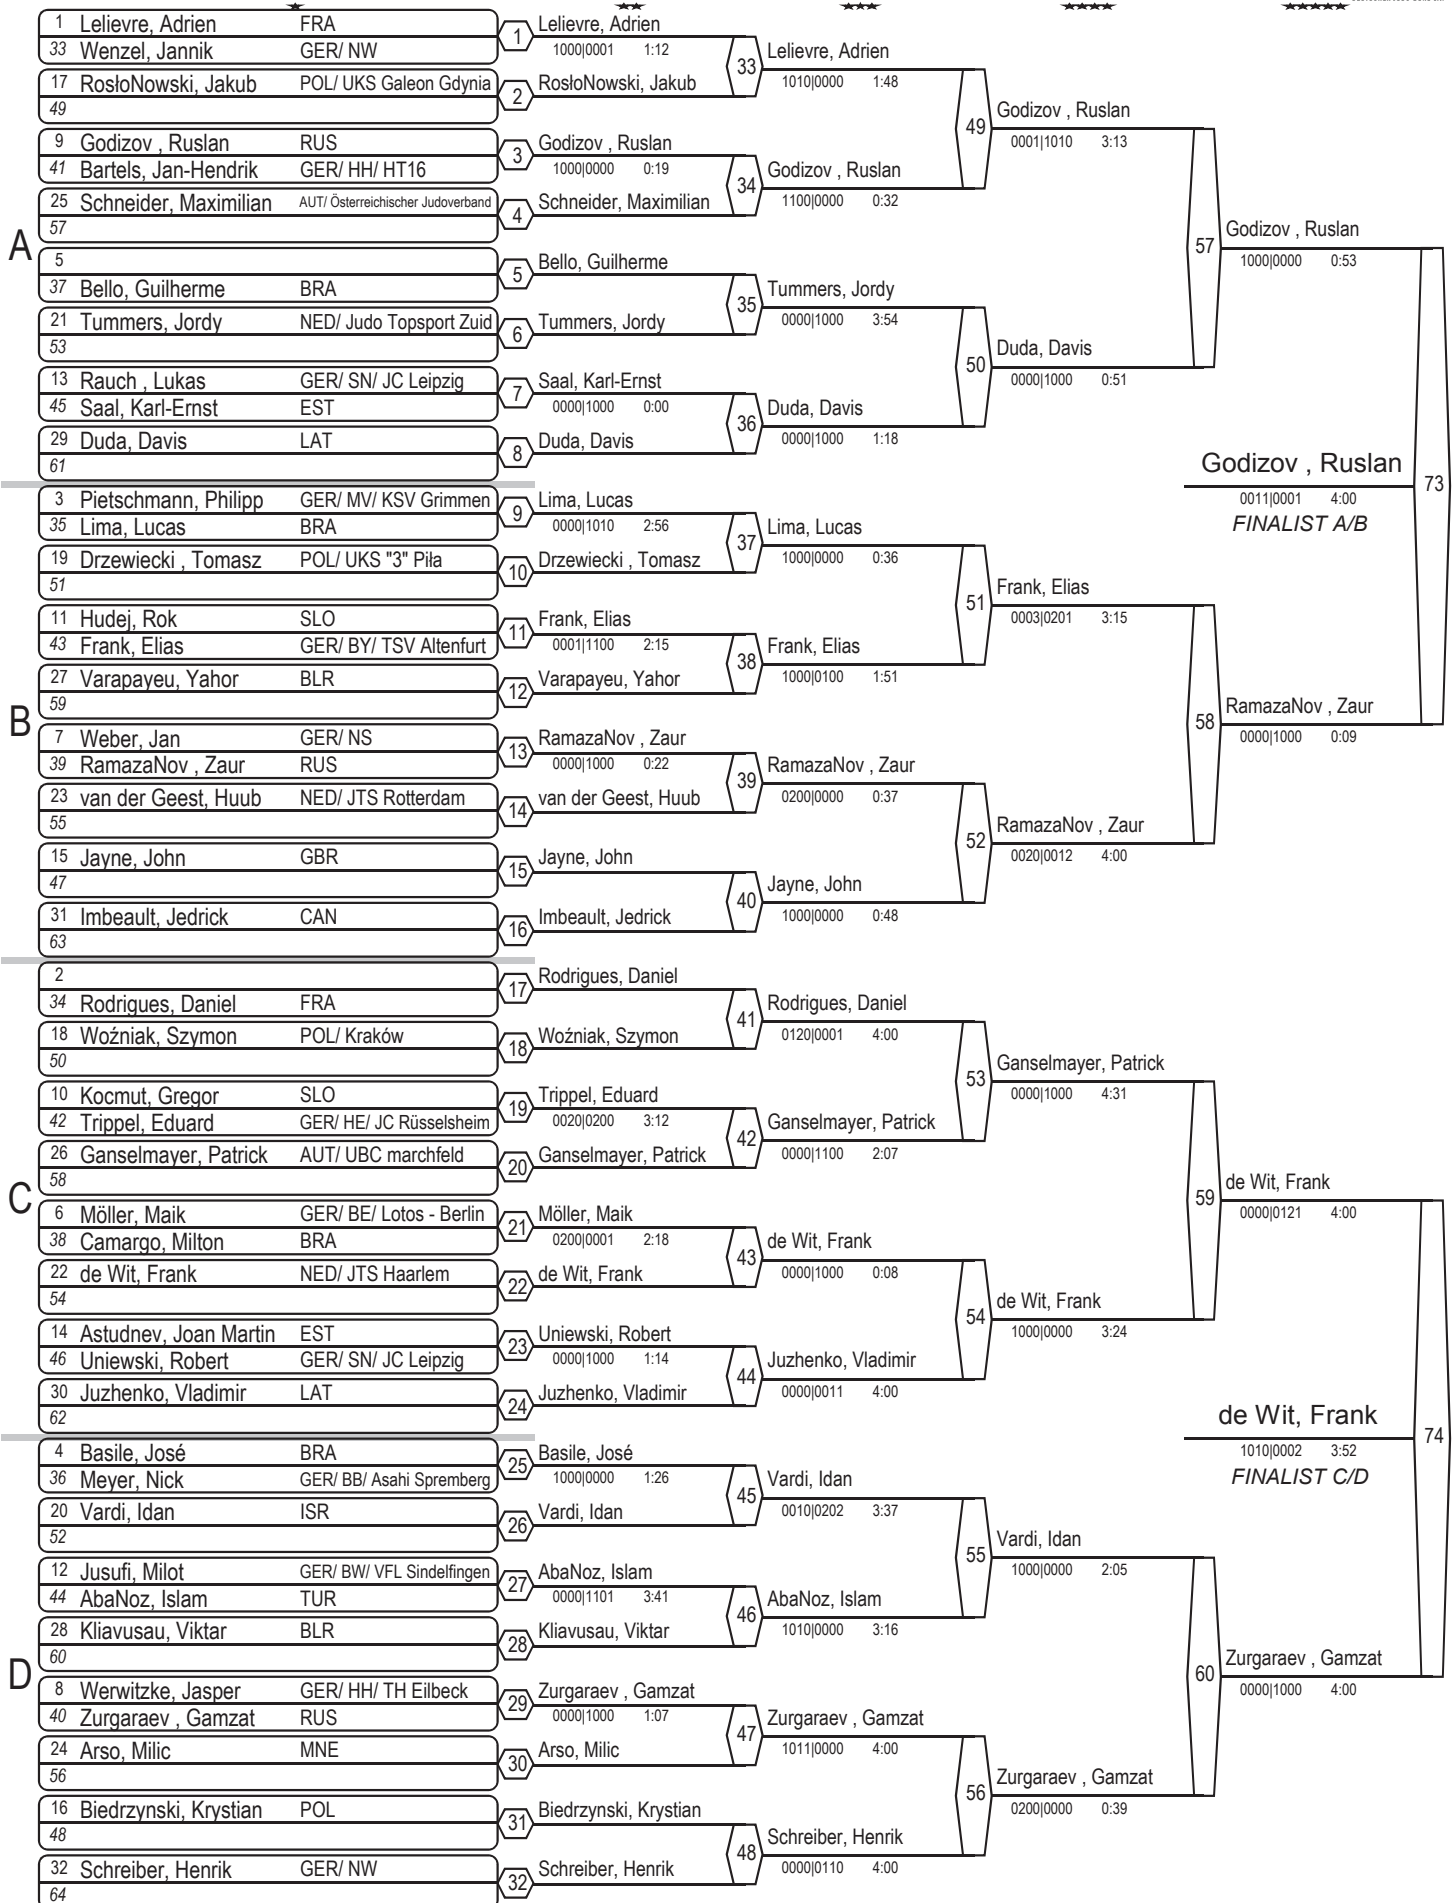 A
1 Lelievre, Adrien FRA
33 Wenzel, Jannik GER/ NW
17 RosłoNowski, Jakub POL/ UKS Galeon Gdynia
49
9 Godizov , Ruslan RUS
41 Bartels, Jan-Hendrik GER/ HH/ HT16
25 Schneider, Maximilian AUT/ Österreichischer Judoverband
57
5
37 Bello, Guilherme BRA
21 Tummers, Jordy NED/ Judo Topsport Zuid
53
13 Rauch , Lukas GER/ SN/ JC Leipzig
45 Saal, Karl-Ernst EST
29 Duda, Davis LAT
61
B
3 Pietschmann, Philipp GER/ MV/ KSV Grimmen
35 Lima, Lucas BRA
19 Drzewiecki , Tomasz POL/ UKS "3" Piła
51
11 Hudej, Rok SLO
43 Frank, Elias GER/ BY/ TSV Altenfurt
27 Varapayeu, Yahor BLR
59
7 Weber, Jan GER/ NS
39 RamazaNov , Zaur RUS
23 van der Geest, Huub NED/ JTS Rotterdam
55
15 Jayne, John GBR
47
31 Imbeault, Jedrick CAN
63
C
2
34 Rodrigues, Daniel FRA
18 Woźniak, Szymon POL/ Kraków
50
10 Kocmut, Gregor SLO
42 Trippel, Eduard GER/ HE/ JC Rüsselsheim
26 Ganselmayer, Patrick AUT/ UBC marchfeld
58
6 Möller, Maik GER/ BE/ Lotos - Berlin
38 Camargo, Milton BRA
22 de Wit, Frank NED/ JTS Haarlem
54
14 Astudnev, Joan Martin EST
46 Uniewski, Robert GER/ SN/ JC Leipzig
30 Juzhenko, Vladimir LAT
62
D
4 Basile, José BRA
36 Meyer, Nick GER/ BB/ Asahi Spremberg
20 Vardi, Idan ISR
52
12 Jusufi, Milot GER/ BW/ VFL Sindelfingen
44 AbaNoz, Islam TUR
28 Kliavusau, Viktar BLR
60
8 Werwitzke, Jasper GER/ HH/ TH Eilbeck
40 Zurgaraev , Gamzat RUS
24 Arso, Milic MNE
56
16 Biedrzynski, Krystian POL
48
32 Schreiber, Henrik GER/ NW
64
1 Lelievre, Adrien
1000|0001 1:12
2 RosłoNowski, Jakub
3 Godizov , Ruslan
1000|0000 0:19
4 Schneider, Maximilian
5 Bello, Guilherme
6 Tummers, Jordy
7 Saal, Karl-Ernst
0000|1000 0:00
8 Duda, Davis
9 Lima, Lucas
0000|1010 2:56
10 Drzewiecki , Tomasz
11 Frank, Elias
0001|1100 2:15
12 Varapayeu, Yahor
13 RamazaNov , Zaur
0000|1000 0:22
14 van der Geest, Huub
15 Jayne, John
16 Imbeault, Jedrick
17 Rodrigues, Daniel
18 Woźniak, Szymon
19 Trippel, Eduard
0020|0200 3:12
20 Ganselmayer, Patrick
21 Möller, Maik
0200|0001 2:18
22 de Wit, Frank
23 Uniewski, Robert
0000|1000 1:14
24 Juzhenko, Vladimir
25 Basile, José
1000|0000 1:26
26 Vardi, Idan
27 AbaNoz, Islam
0000|1101 3:41
28 Kliavusau, Viktar
29 Zurgaraev , Gamzat
0000|1000 1:07
30 Arso, Milic
31 Biedrzynski, Krystian
32 Schreiber, Henrik
33 Lelievre, Adrien
1010|0000 1:48
34 Godizov , Ruslan
1100|0000 0:32
35 Tummers, Jordy
0000|1000 3:54
36 Duda, Davis
0000|1000 1:18
37 Lima, Lucas
1000|0000 0:36
38 Frank, Elias
1000|0100 1:51
39 RamazaNov , Zaur
0200|0000 0:37
40 Jayne, John
1000|0000 0:48
41 Rodrigues, Daniel
0120|0001 4:00
42 Ganselmayer, Patrick
0000|1100 2:07
43 de Wit, Frank
0000|1000 0:08
44 Juzhenko, Vladimir
0000|0011 4:00
45 Vardi, Idan
0010|0202 3:37
46 AbaNoz, Islam
1010|0000 3:16
47 Zurgaraev , Gamzat
1011|0000 4:00
48 Schreiber, Henrik
0000|0110 4:00
49 Godizov , Ruslan
0001|1010 3:13
50 Duda, Davis
0000|1000 0:51
51 Frank, Elias
0003|0201 3:15
52 RamazaNov , Zaur
0020|0012 4:00
53 Ganselmayer, Patrick
0000|1000 4:31
54 de Wit, Frank
1000|0000 3:24
55 Vardi, Idan
1000|0000 2:05
56 Zurgaraev , Gamzat
0200|0000 0:39
57 Godizov , Ruslan
1000|0000 0:53
58 RamazaNov , Zaur
0000|1000 0:09
59 de Wit, Frank
0000|0121 4:00
60 Zurgaraev , Gamzat
0000|1000 4:00
73 Godizov , Ruslan
0011|0001 4:00
FINALIST A/B
74 de Wit, Frank
1010|0002 3:52
FINALIST C/D